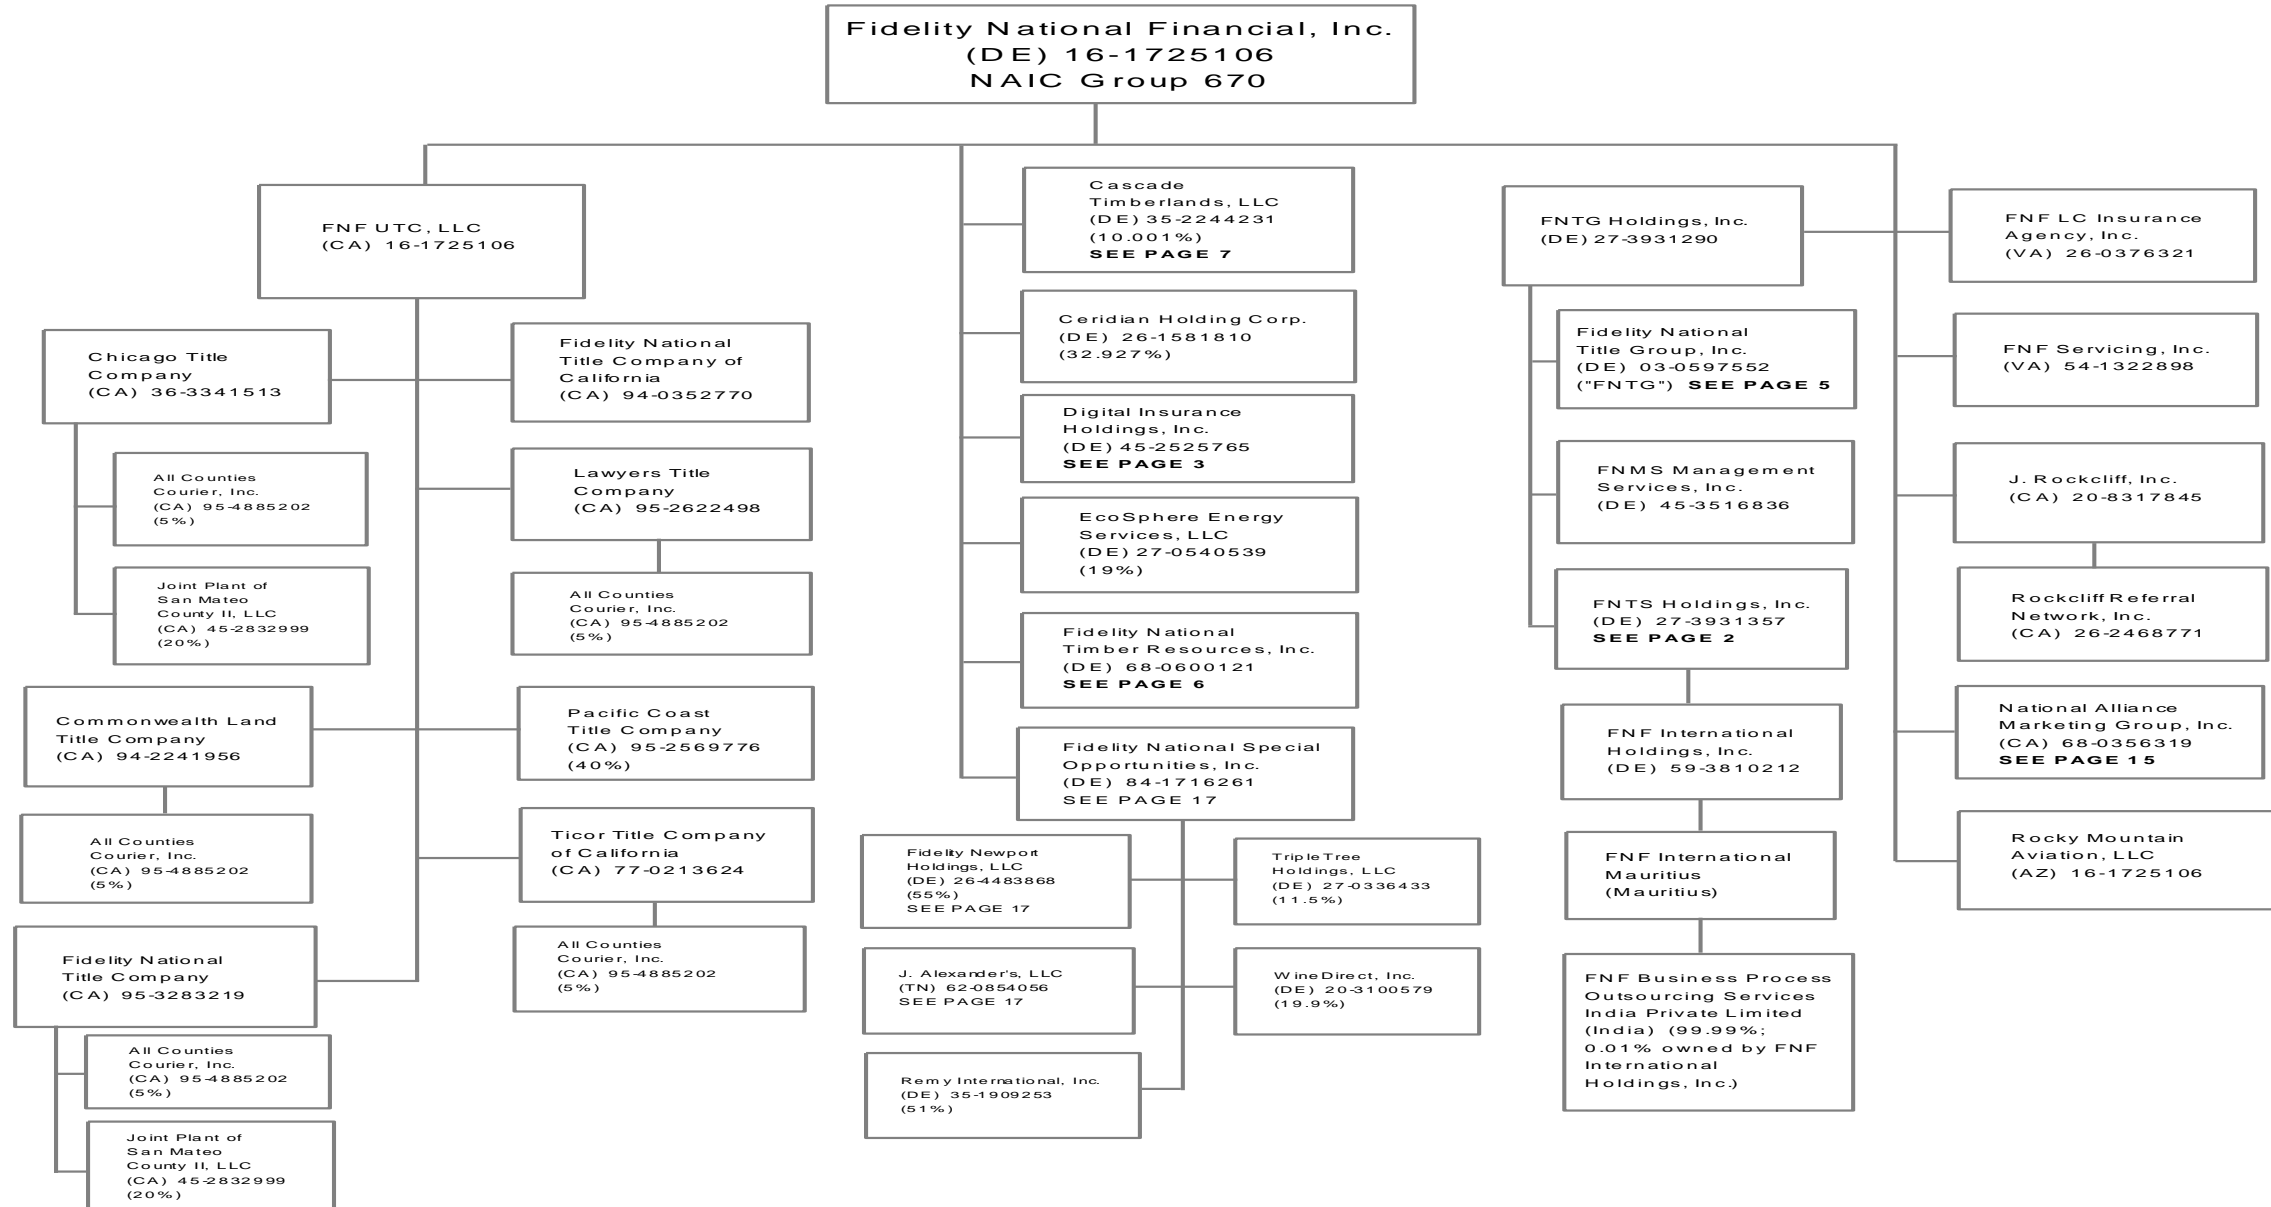 Fidelity National Financial, Inc.
(DE) 16-1725106
NAIC Group 670
FNF UTC, LLC
(CA) 16-1725106
Chicago Title
Company
(CA) 36-3341513
All Counties
Courier, Inc.
(CA) 95-4885202
(5%)
Joint Plant of
San Mateo
County II, LLC
(CA) 45-2832999
(20%)
Commonwealth Land
Title Company
(CA) 94-2241956
All Counties
Courier, Inc.
(CA) 95-4885202
(5%)
Fidelity National
Title Company
(CA) 95-3283219
All Counties
Courier, Inc.
(CA) 95-4885202
(5%)
Joint Plant of
San Mateo
County II, LLC
(CA) 45-2832999
(20%)
Fidelity National
Title Company of
California
(CA) 94-0352770
Lawyers Title
Company
(CA) 95-2622498
All Counties
Courier, Inc.
(CA) 95-4885202
(5%)
Pacific Coast
Title Company
(CA) 95-2569776
(40%)
Ticor Title Company
of California
(CA) 77-0213624
All Counties
Courier, Inc.
(CA) 95-4885202
(5%)
Cascade
Timberlands, LLC
(DE) 35-2244231
(10.001%)
SEE PAGE 7
Ceridian Holding Corp.
(DE) 26-1581810
(32.927%)
Digital Insurance
Holdings, Inc.
(DE) 45-2525765
SEE PAGE 3
EcoSphere Energy
Services, LLC
(DE) 27-0540539
(19%)
Fidelity National
Timber Resources, Inc.
(DE) 68-0600121
SEE PAGE 6
Fidelity National Special
Opportunities, Inc.
(DE) 84-1716261
SEE PAGE 17
Fidelity Newport
Holdings, LLC
(DE) 26-4483868
(55%)
SEE PAGE 17
J. Alexander's, LLC
(TN) 62-0854056
SEE PAGE 17
Remy International, Inc.
(DE) 35-1909253
(51%)
Triple Tree
Holdings, LLC
(DE) 27-0336433
(11.5%)
WineDirect, Inc.
(DE) 20-3100579
(19.9%)
FNTG Holdings, Inc.
(DE) 27-3931290
Fidelity National
Title Group, Inc.
(DE) 03-0597552
("FNTG") SEE PAGE 5
FNMS Management
Services, Inc.
(DE) 45-3516836
FNTS Holdings, Inc.
(DE) 27-3931357
SEE PAGE 2
FNF International
Holdings, Inc.
(DE) 59-3810212
FNF International
Mauritius
(Mauritius)
FNF Business Process
Outsourcing Services
India Private Limited
(India) (99.99%;
0.01% owned by FNF
International
Holdings, Inc.)
FNF LC Insurance
Agency, Inc.
(VA) 26-0376321
FNF Servicing, Inc.
(VA) 54-1322898
J. Rockcliff, Inc.
(CA) 20-8317845
Rockcliff Referral
Network, Inc.
(CA) 26-2468771
National Alliance
Marketing Group, Inc.
(CA) 68-0356319
SEE PAGE 15
Rocky Mountain
Aviation, LLC
(AZ) 16-1725106